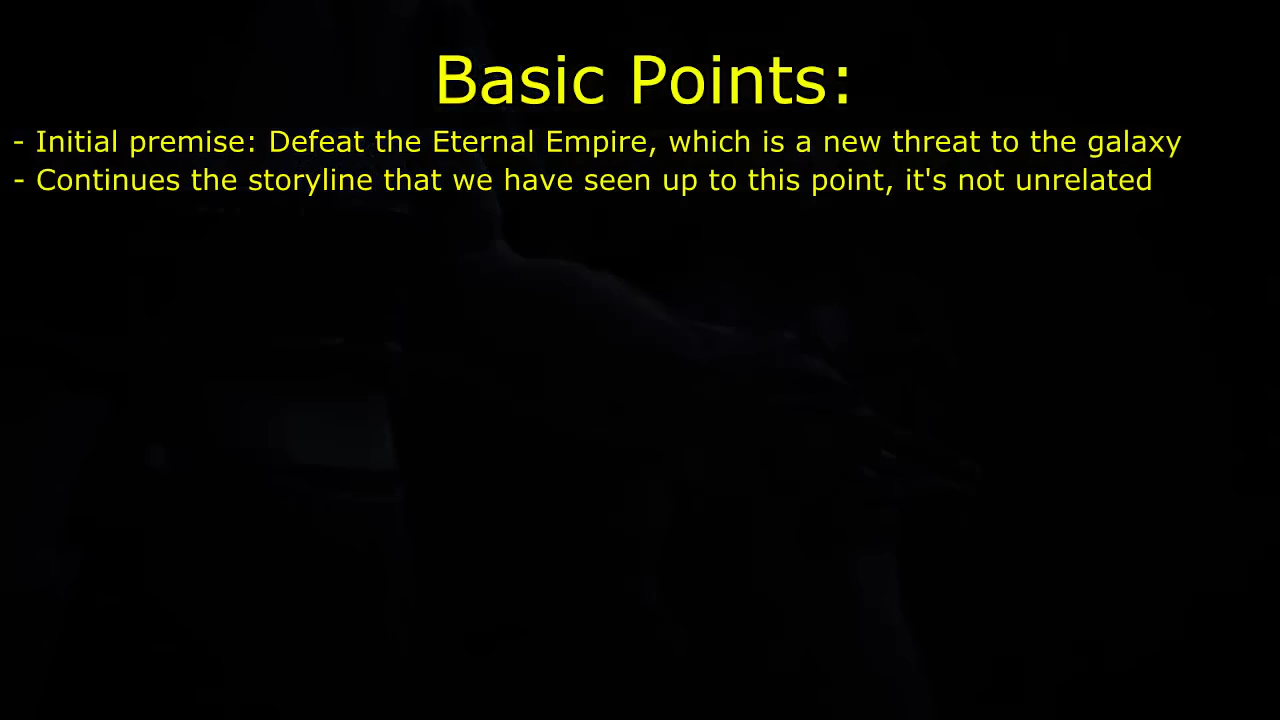 Basic Points:
- Initial premise: Defeat the Eternal Empire, which is a new threat to the galaxy
- Continues the storyline that we have seen up to this point, it's not unrelated